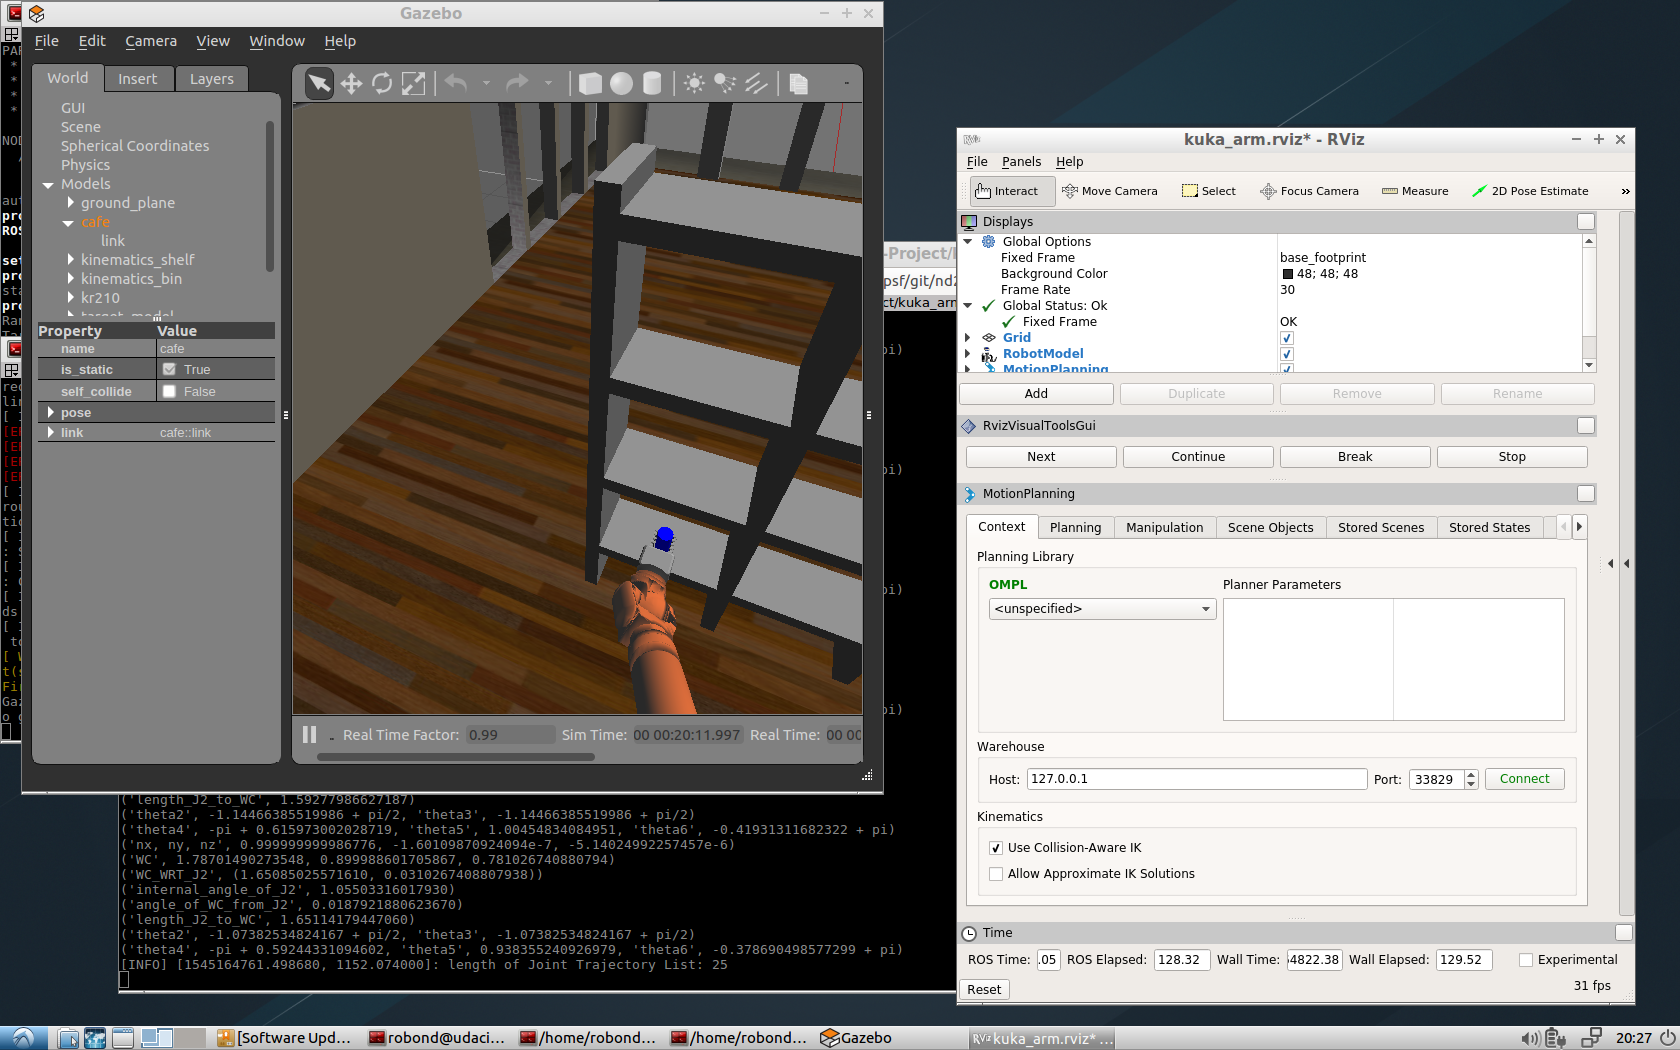 Gazebo
File Edit Camera View Window Help
World Insert Layers
GUI
Scene
Spherical Coordinates
Physics
Models
ground_plane
cafe
link
kinematics_shelf
kinematics_bin
kr210
target_model
Property Value
name cafe
is_static True
self_collide False
pose
link cafe::link
Real Time Factor: 0.99 Sim Time: 00 00:20:11.997 Real Time: 00 00
-Project/
psf/git/nd
ct/kuka_arm
pi)
pi)
pi)
pi)
('length_J2_to_WC', 1.59277986627187)
('theta2', -1.14466385519986 + pi/2, 'theta3', -1.14466385519986 + pi/2)
('theta4', -pi + 0.615973002028719, 'theta5', 1.00454834084951, 'theta6', -0.41931311682322 + pi)
('nx, ny, nz', 0.999999999986776, -1.60109870924094e-7, -5.14024992257457e-6)
('WC', 1.78701490273548, 0.899988601705867, 0.781026740880794)
('WC_WRT_J2', (1.65085025571610, 0.0310267408807938))
('internal_angle_of_J2', 1.05503316017930)
('angle_of_WC_from_J2', 0.0187921880623670)
('length_J2_to_WC', 1.65114179447060)
('theta2', -1.07382534824167 + pi/2, 'theta3', -1.07382534824167 + pi/2)
('theta4', -pi + 0.59244331094602, 'theta5', 0.938355240926979, 'theta6', -0.378690498577299 + pi)
[INFO] [1545164761.498680, 1152.074000]: length of Joint Trajectory List: 25
kuka_arm.rviz* - RViz
File Panels Help
Interact Move Camera Select Focus Camera Measure 2D Pose Estimate »
Displays
Global Options
Fixed Frame base_footprint
Background Color 48; 48; 48
Frame Rate 30
Global Status: Ok
Fixed Frame OK
Grid
RobotModel
MotionPlanning
Add Duplicate Remove Rename
RvizVisualToolsGui
Next Continue Break Stop
MotionPlanning
Context Planning Manipulation Scene Objects Stored Scenes Stored States
Planning Library
OMPL Planner Parameters
<unspecified>
Warehouse
Host: 127.0.0.1 Port: 33829 Connect
Kinematics
Use Collision-Aware IK
Allow Approximate IK Solutions
Time
ROS Time: .05 ROS Elapsed: 128.32 Wall Time: 4822.38 Wall Elapsed: 129.52 Experimental
Reset 31 fps
[Software Upd... robond@udaci... /home/robond... /home/robond... Gazebo kuka_arm.rviz* ... 20:27